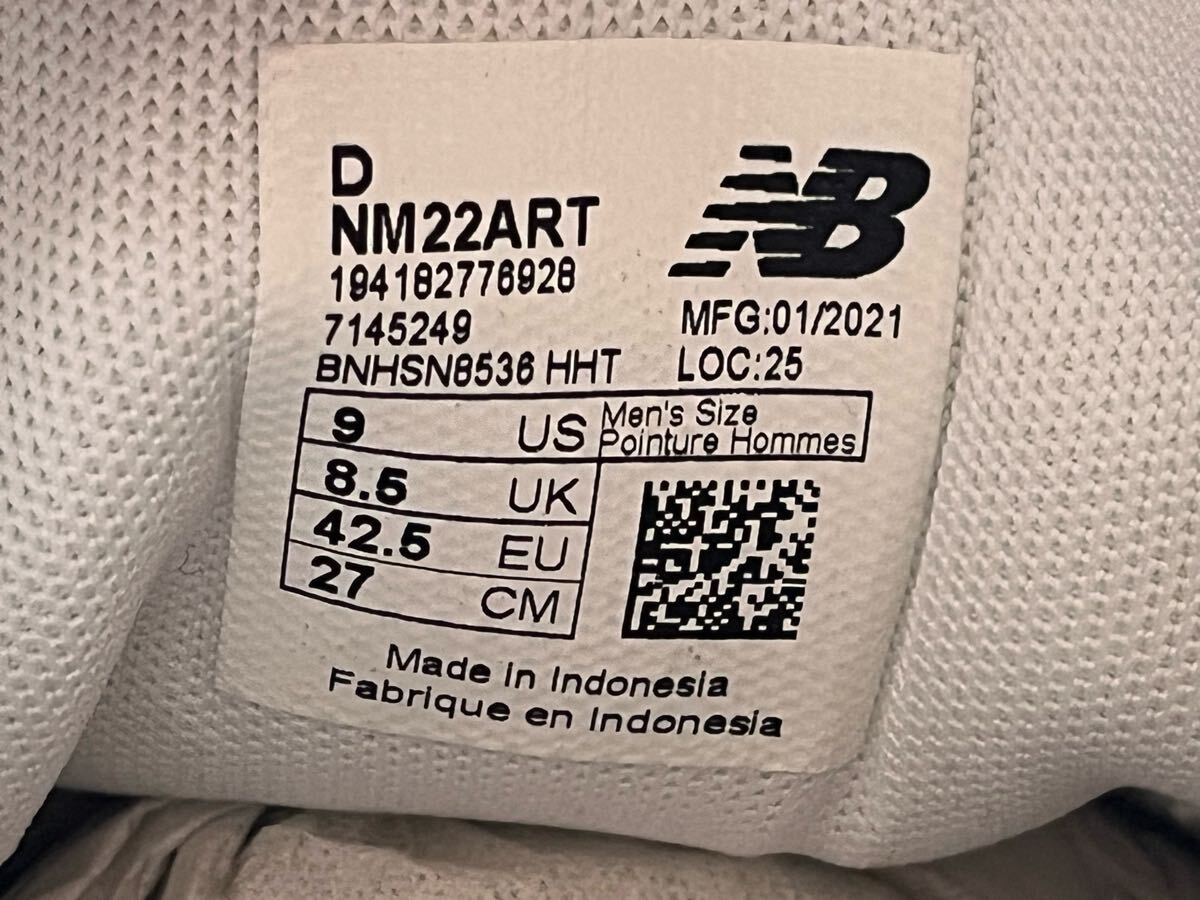 D
NM22ART
NB
194182776928
7145249
MFG:01/2021
BNHSN8536 HHT
LOC:25
9 US
Men's Size
Pointure Hommes
8.5 UK
42.5 EU
27 CM
Made in Indonesia
Fabrique en Indonesia